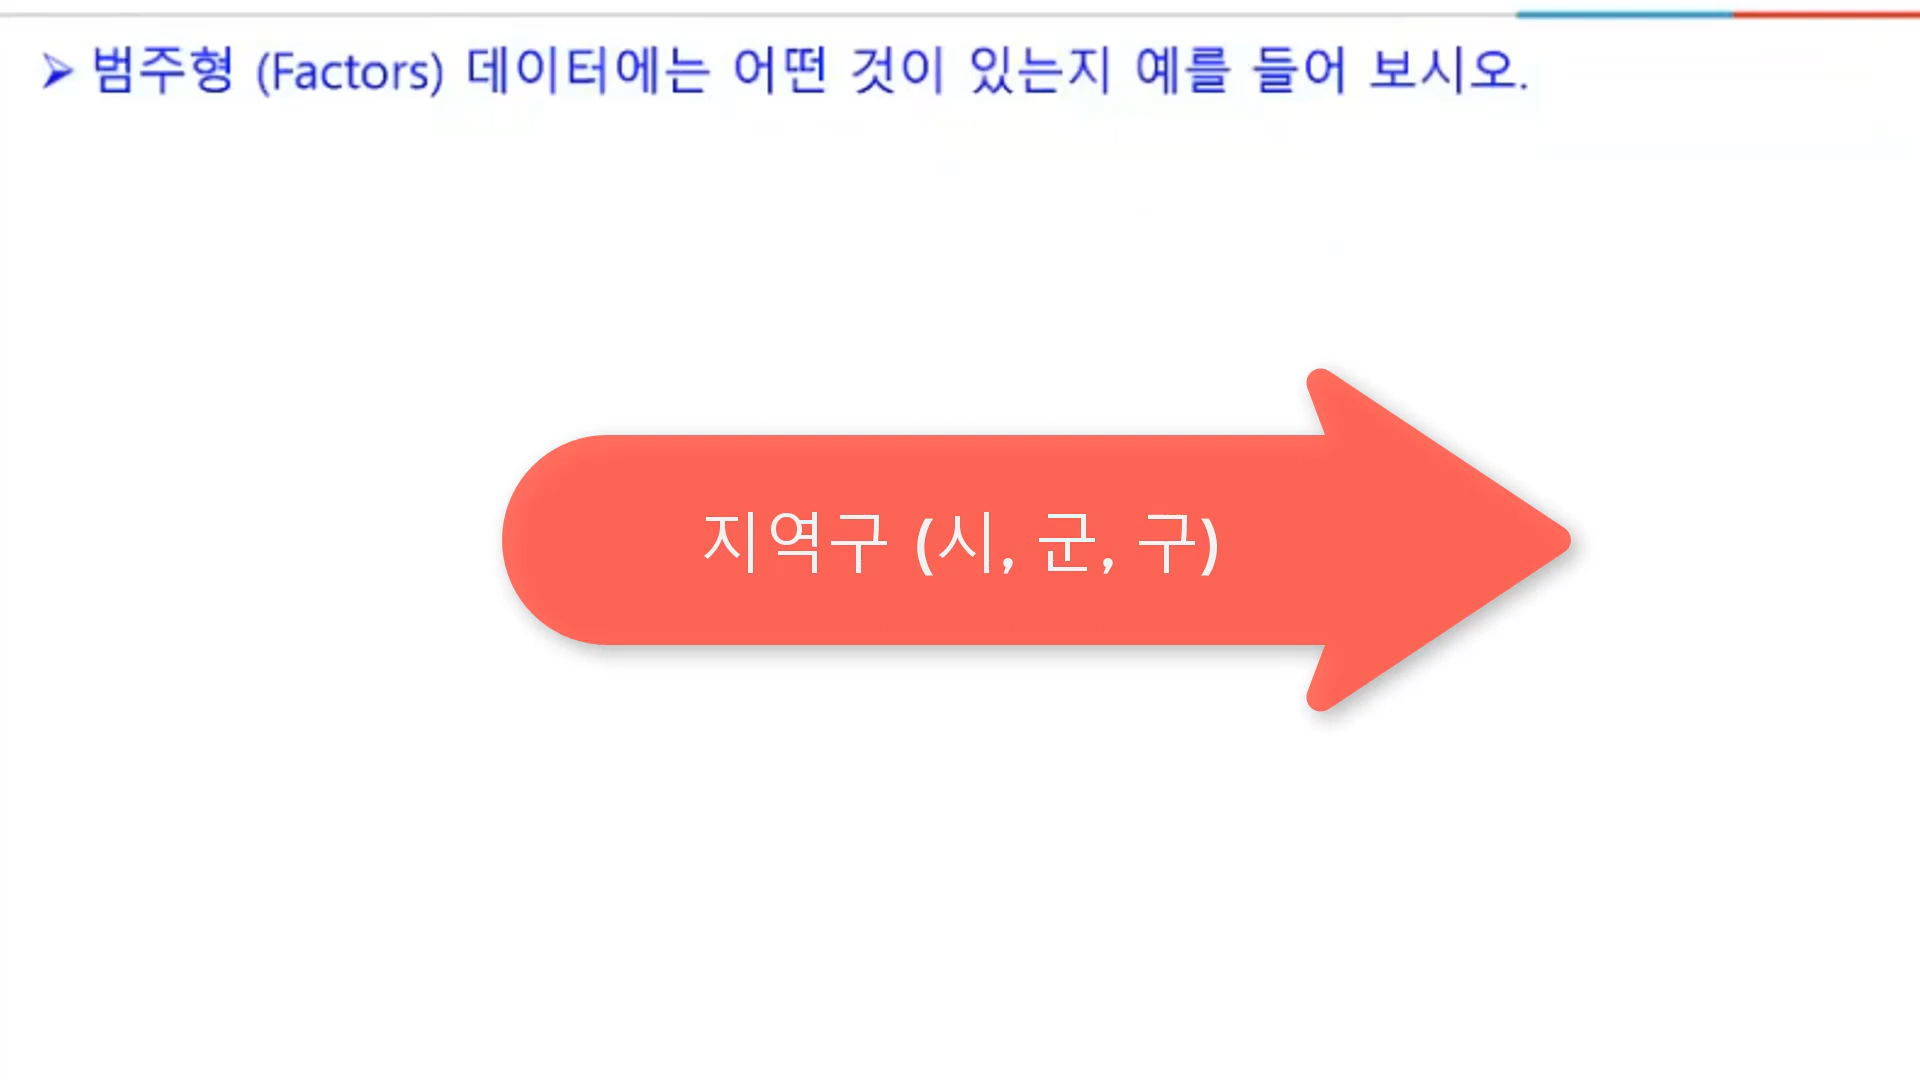 ➢ 범주형 (Factors) 데이터에는 어떤 것이 있는지 예를 들어 보시오.
지역구 (시, 군, 구)